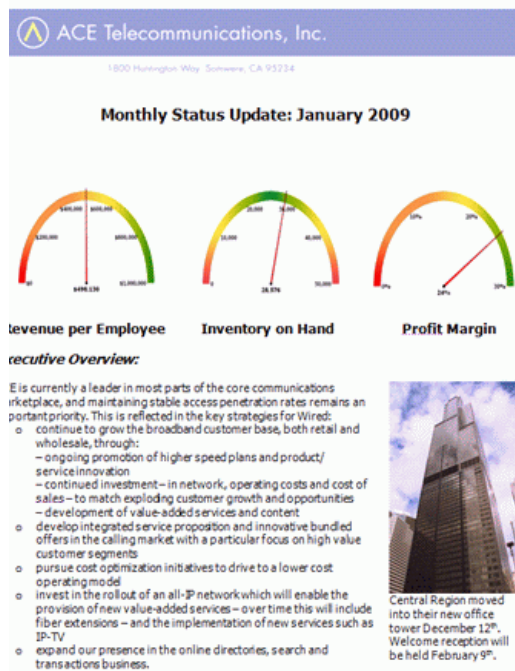 ACE Telecommunications, Inc.
1800 Huntington Way Somwere, CA 95234
Monthly Status Update: January 2009
$400,000 $600,000
$200,000 $800,000
$0 $1,000,000
$499,130
20,000 30,000
10,000 40,000
0 50,000
28,576
10% 20%
0% 30%
24%
Revenue per Employee Inventory on Hand Profit Margin
xecutive Overview:
E is currently a leader in most parts of the core communications
rketplace, and maintaining stable access penetration rates remains an
portant priority. This is reflected in the key strategies for Wired:
o continue to grow the broadband customer base, both retail and
wholesale, through:
– ongoing promotion of higher speed plans and product/
service innovation
– continued investment – in network, operating costs and cost of
sales – to match exploding customer growth and opportunities
– development of value-added services and content
o develop integrated service proposition and innovative bundled
offers in the calling market with a particular focus on high value
customer segments
o pursue cost optimization initiatives to drive to a lower cost
operating model
o invest in the rollout of an all-IP network which will enable the
provision of new value-added services – over time this will include
fiber extensions – and the implementation of new services such as
IP-TV
o expand our presence in the online directories, search and
transactions business.
Central Region moved
into their new office
tower December 12th.
Welcome reception will
be held February 9th.